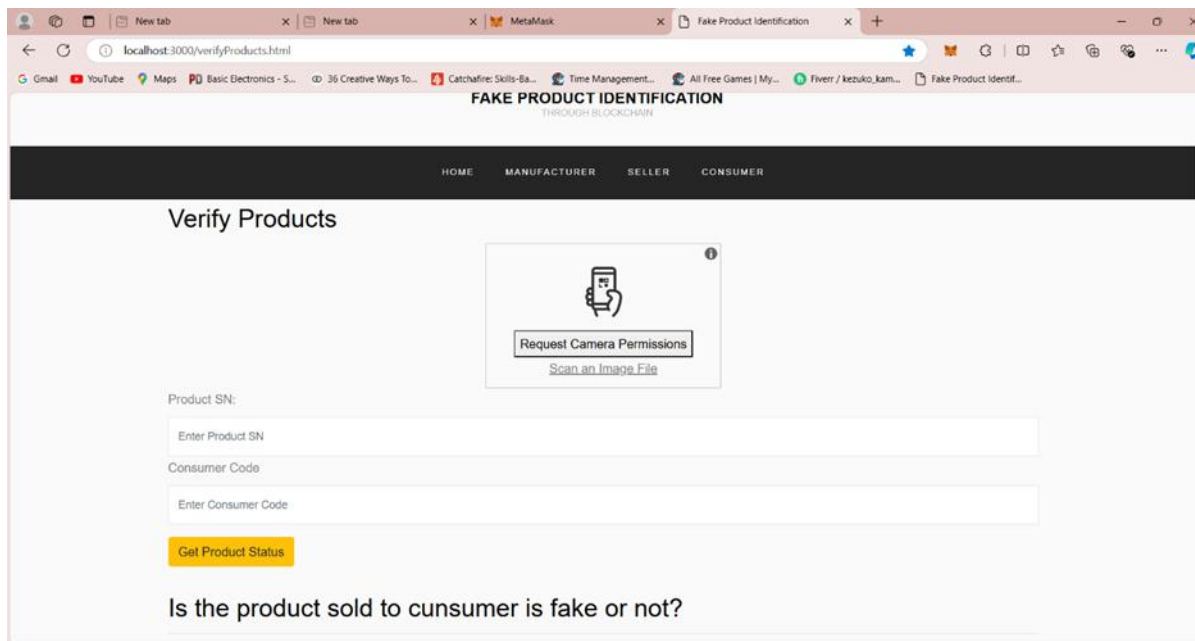 New tab
New tab
MetaMask
Fake Product Identification
localhost:3000/verifyProducts.html
Gmail YouTube Maps Basic Electronics - S... 36 Creative Ways To... Catchafire: Skills-Ba... Time Management... All Free Games | My... Fiverr / kezuko_kam... Fake Product Identif...
FAKE PRODUCT IDENTIFICATION
THROUGH BLOCKCHAIN
HOME MANUFACTURER SELLER CONSUMER
Verify Products
Request Camera Permissions
Scan an Image File
Product SN:
Enter Product SN
Consumer Code
Enter Consumer Code
Get Product Status
Is the product sold to cunsumer is fake or not?